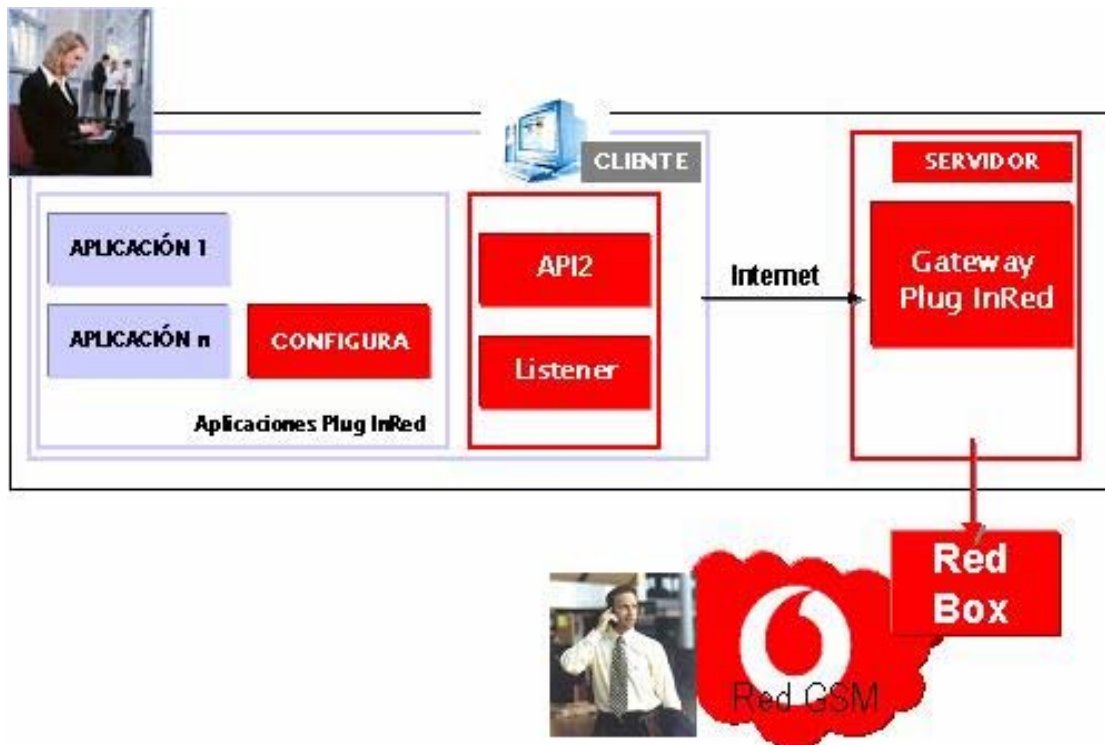 CLIENTE
SERVIDOR
APLICACIÓN 1
API2
Gateway
Plug InRed
Internet
APLICACIÓN n
CONFIGURA
Listener
Aplicaciones Plug InRed
Red
Box
Red GSM